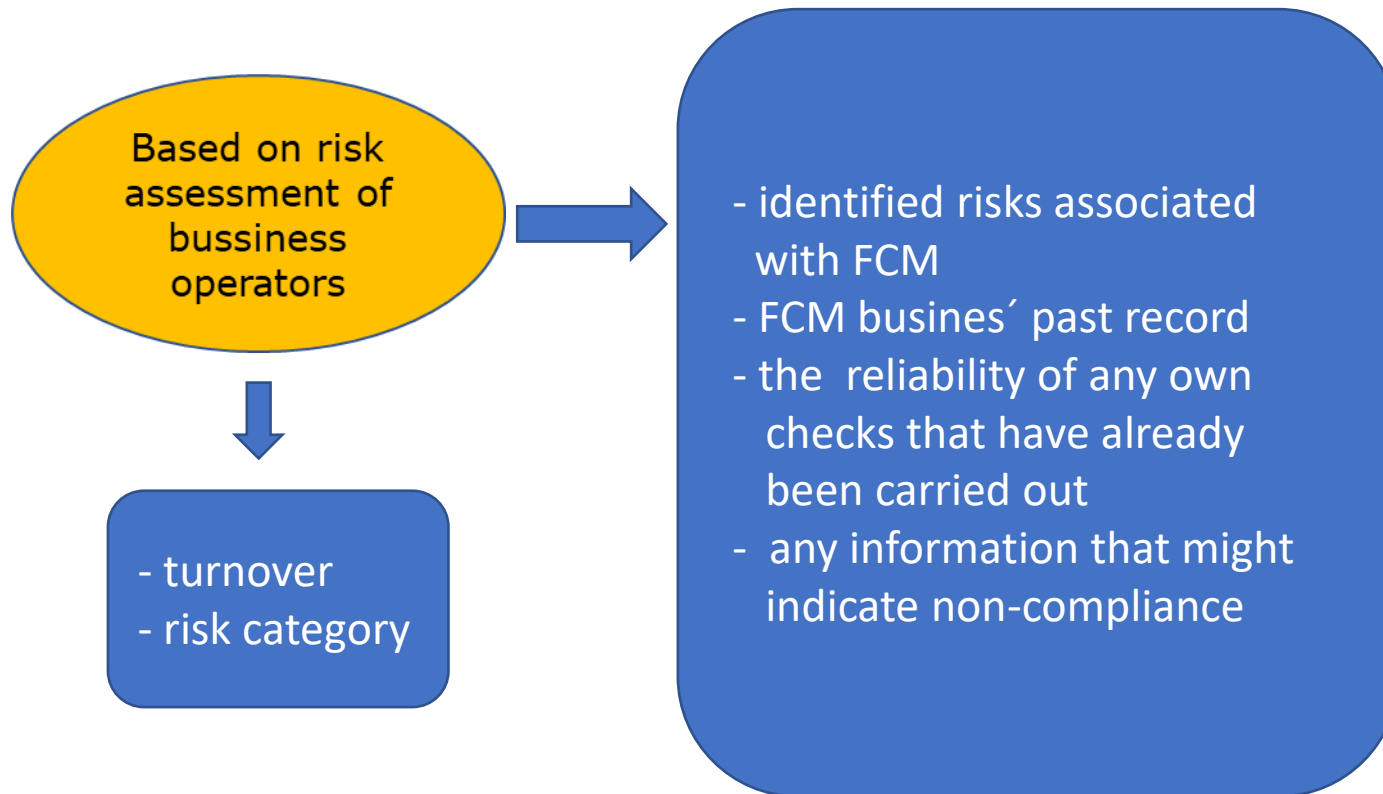 Based on risk
assessment of
bussiness
operators
- identified risks associated
with FCM
- FCM busines´ past record
- the  reliability of any own
checks that have already
been carried out
-  any information that might
indicate non-compliance
- turnover
- risk category